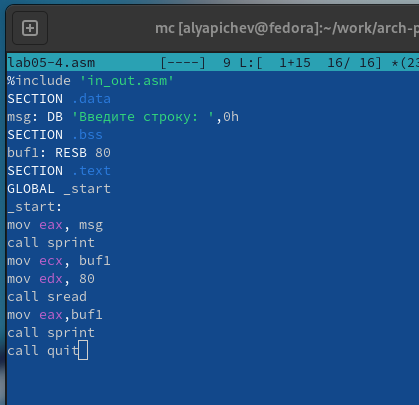 mc [alyapichev@fedora]:~/work/arch-p
lab05-4.asm [----] 9 L:[ 1+15 16/ 16] *(23
%include 'in_out.asm'
SECTION .data
msg: DB 'Введите строку: ',0h
SECTION .bss
buf1: RESB 80
SECTION .text
GLOBAL _start
_start:
mov eax, msg
call sprint
mov ecx, buf1
mov edx, 80
call sread
mov eax,buf1
call sprint
call quit